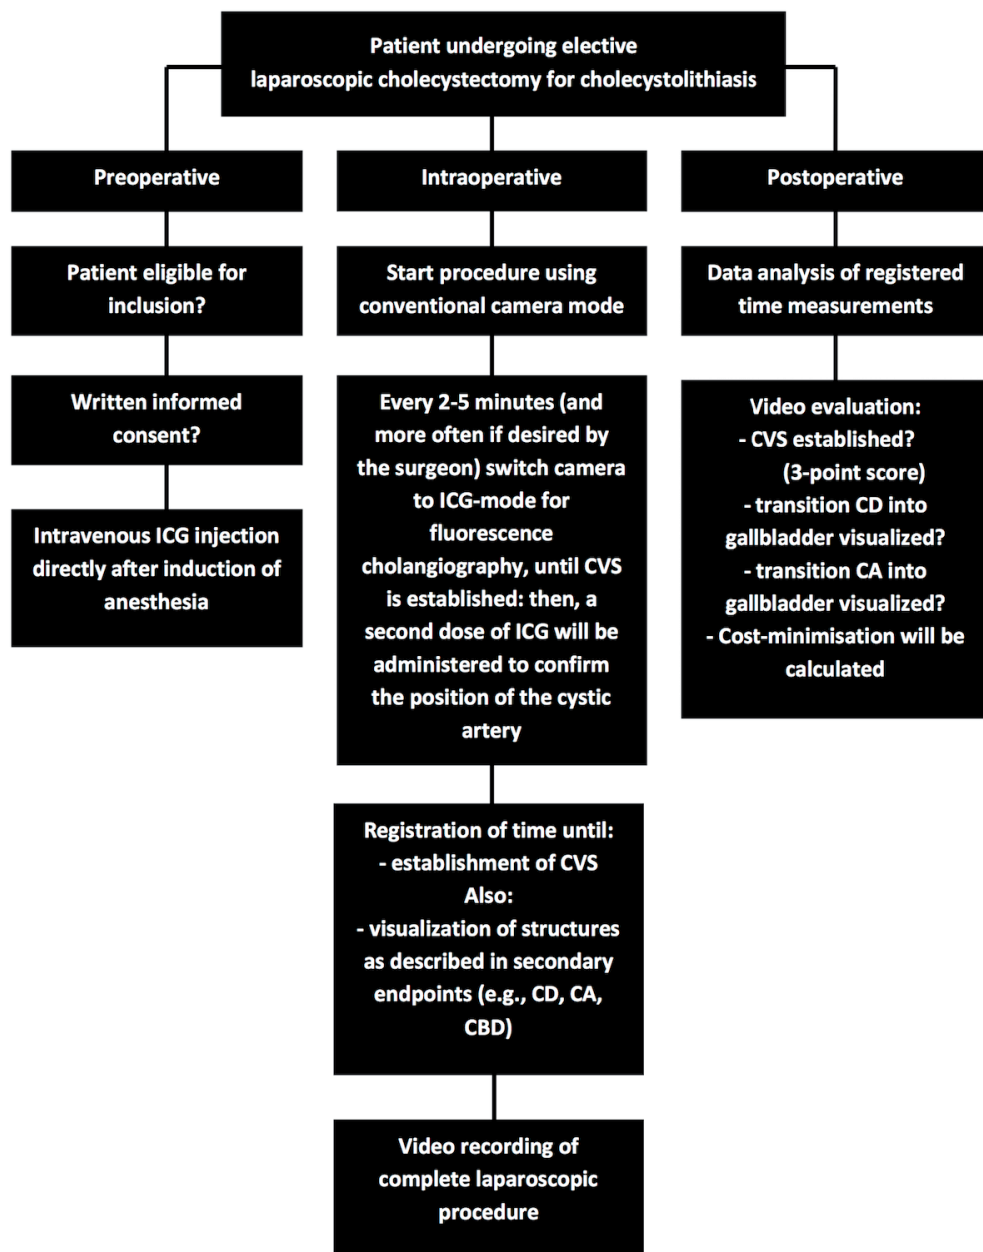 Patient undergoing elective
laparoscopic cholecystectomy for cholecystolithiasis
Preoperative
Patient eligible for
inclusion?
Written informed
consent?
Intravenous ICG injection
directly after induction of
anesthesia
Intraoperative
Start procedure using
conventional camera mode
Every 2-5 minutes (and
more often if desired by
the surgeon) switch camera
to ICG-mode for
fluorescence
cholangiography, until CVS
is established: then, a
second dose of ICG will be
administered to confirm
the position of the cystic
artery
Registration of time until:
- establishment of CVS
Also:
- visualization of structures
as described in secondary
endpoints (e.g., CD, CA,
CBD)
Video recording of
complete laparoscopic
procedure
Postoperative
Data analysis of registered
time measurements
Video evaluation:
- CVS established?
(3-point score)
- transition CD into
gallbladder visualized?
- transition CA into
gallbladder visualized?
- Cost-minimisation will be
calculated